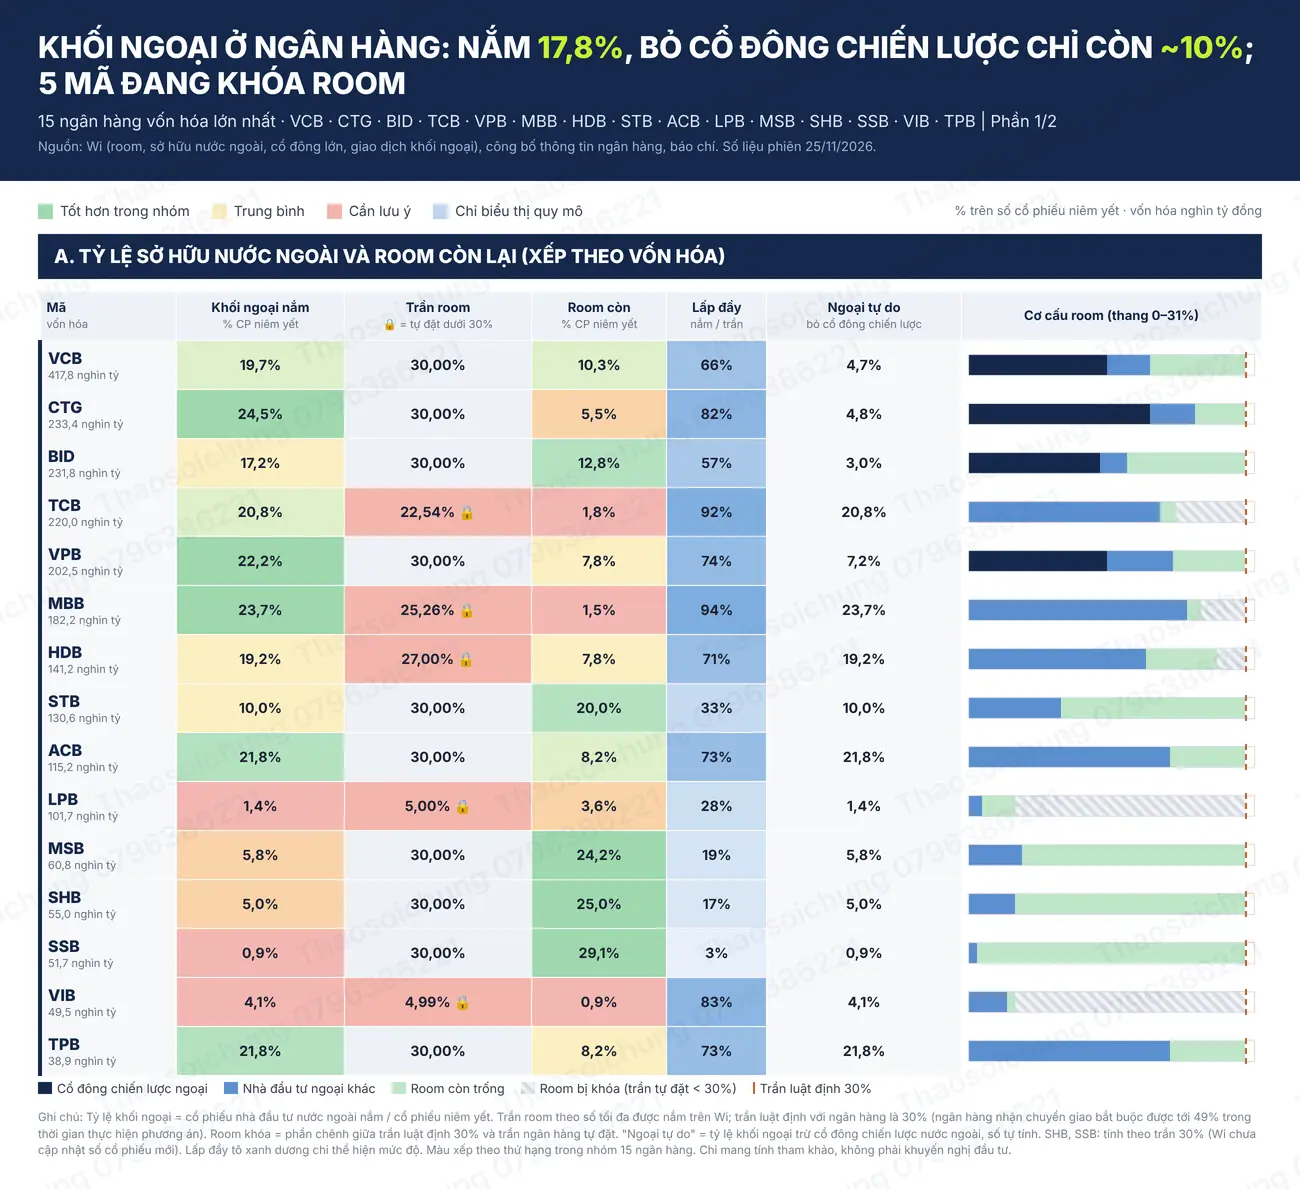 KHỐI NGOẠI Ở NGÂN HÀNG: NẮM 17,8%, BỎ CỔ ĐÔNG CHIẾN LƯỢC CHỈ CÒN ~10%;
5 MÃ ĐANG KHÓA ROOM
15 ngân hàng vốn hóa lớn nhất · VCB · CTG · BID · TCB · VPB · MBB · HDB · STB · ACB · LPB · MSB · SHB · SSB · VIB · TPB | Phần 1/2
Nguồn: Wi (room, sở hữu nước ngoài, cổ đông lớn, giao dịch khối ngoại), công bố thông tin ngân hàng, báo chí. Số liệu phiên 25/11/2026.
Tốt hơn trong nhóm Trung bình Cần lưu ý Chỉ biểu thị quy mô % trên số cổ phiếu niêm yết · vốn hóa nghìn tỷ đồng
A. TỶ LỆ SỞ HỮU NƯỚC NGOÀI VÀ ROOM CÒN LẠI (XẾP THEO VỐN HÓA)
Mã Khối ngoại nắm Trần room Room còn Lấp đầy Ngoại tự do Cơ cấu room (thang 0–31%)
vốn hóa % CP niêm yết 🔒 = tự đặt dưới 30% % CP niêm yết nắm / trần bỏ cổ đông chiến lược
VCB 19,7% 30,00% 10,3% 66% 4,7%
417,8 nghìn tỷ
CTG 24,5% 30,00% 5,5% 82% 4,8%
233,4 nghìn tỷ
BID 17,2% 30,00% 12,8% 57% 3,0%
231,8 nghìn tỷ
TCB 20,8% 22,54% 🔒 1,8% 92% 20,8%
220,0 nghìn tỷ
VPB 22,2% 30,00% 7,8% 74% 7,2%
202,5 nghìn tỷ
MBB 23,7% 25,26% 🔒 1,5% 94% 23,7%
182,2 nghìn tỷ
HDB 19,2% 27,00% 🔒 7,8% 71% 19,2%
141,2 nghìn tỷ
STB 10,0% 30,00% 20,0% 33% 10,0%
130,6 nghìn tỷ
ACB 21,8% 30,00% 8,2% 73% 21,8%
115,2 nghìn tỷ
LPB 1,4% 5,00% 🔒 3,6% 28% 1,4%
101,7 nghìn tỷ
MSB 5,8% 30,00% 24,2% 19% 5,8%
60,8 nghìn tỷ
SHB 5,0% 30,00% 25,0% 17% 5,0%
55,0 nghìn tỷ
SSB 0,9% 30,00% 29,1% 3% 0,9%
51,7 nghìn tỷ
VIB 4,1% 4,99% 🔒 0,9% 83% 4,1%
49,5 nghìn tỷ
TPB 21,8% 30,00% 8,2% 73% 21,8%
38,9 nghìn tỷ
Cổ đông chiến lược ngoại Nhà đầu tư ngoại khác Room còn trống Room bị khóa (trần tự đặt < 30%) Trần luật định 30%
Ghi chú: Tỷ lệ khối ngoại = cổ phiếu nhà đầu tư nước ngoài nắm / cổ phiếu niêm yết. Trần room theo số tối đa được nắm trên Wi; trần luật định với ngân hàng là 30% (ngân hàng nhận chuyển giao bắt buộc được tới 49% trong
thời gian thực hiện phương án). Room khóa = phần chênh giữa trần luật định 30% và trần ngân hàng tự đặt. "Ngoại tự do" = tỷ lệ khối ngoại trừ cổ đông chiến lược nước ngoài, số tự tính. SHB, SSB: tính theo trần 30% (Wi chưa
cập nhật số cổ phiếu mới). Lấp đầy tô xanh dương chỉ thể hiện mức độ. Màu xếp theo thứ hạng trong nhóm 15 ngân hàng. Chỉ mang tính tham khảo, không phải khuyến nghị đầu tư.
Thaosoichung 0796386221